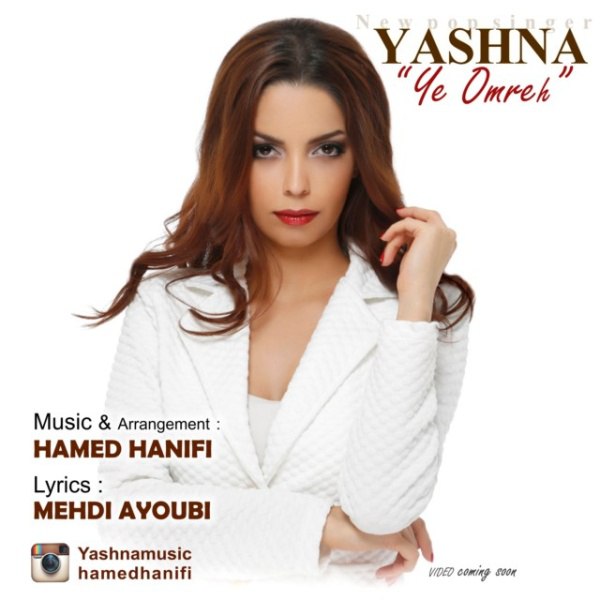 New pop singer
YASHNA
“Ye Omreh”
Music & Arrangement :
HAMED HANIFI
Lyrics :
MEHDI AYOUBI
Yashnamusic
hamedhanifi
VIDEO coming soon